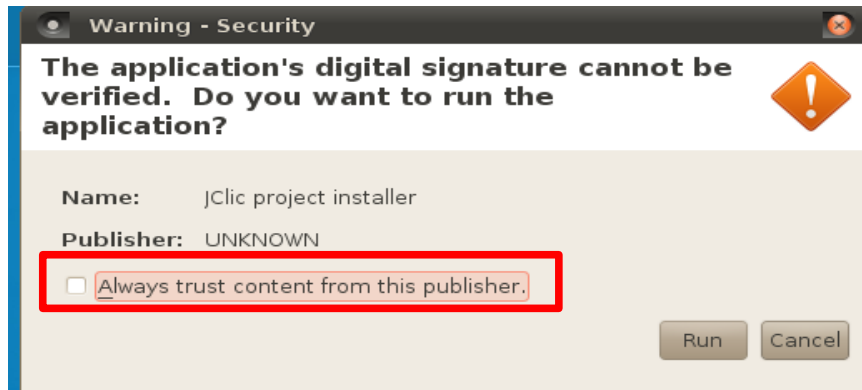 Warning - Security
The application's digital signature cannot be
verified. Do you want to run the
application?
Name: JClic project installer
Publisher: UNKNOWN
Always trust content from this publisher.
Run Cancel